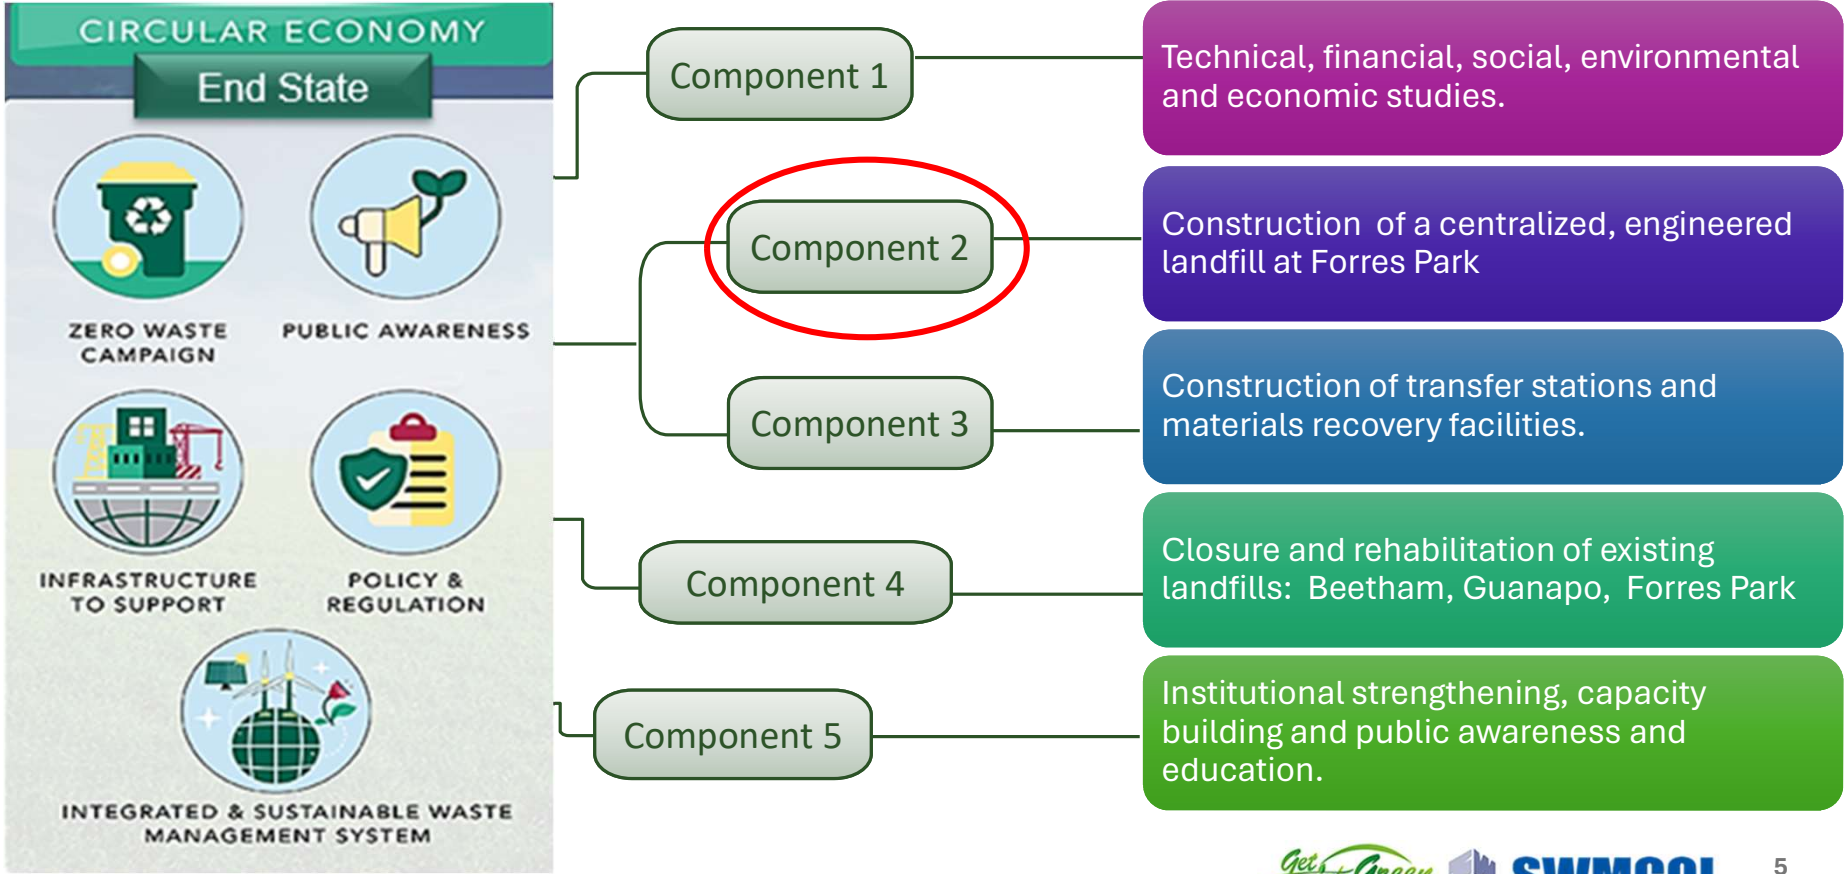 CIRCULAR ECONOMY
End State
ZERO WASTE
CAMPAIGN
PUBLIC AWARENESS
INFRASTRUCTURE
TO SUPPORT
POLICY &
REGULATION
INTEGRATED & SUSTAINABLE WASTE
MANAGEMENT SYSTEM
Component 1
Technical, financial, social, environmental
and economic studies.
Component 2
Construction of a centralized, engineered
landfill at Forres Park
Component 3
Construction of transfer stations and
materials recovery facilities.
Component 4
Closure and rehabilitation of existing
landfills: Beetham, Guanapo, Forres Park
Component 5
Institutional strengthening, capacity
building and public awareness and
education.
Get Green
SWMCOL
5